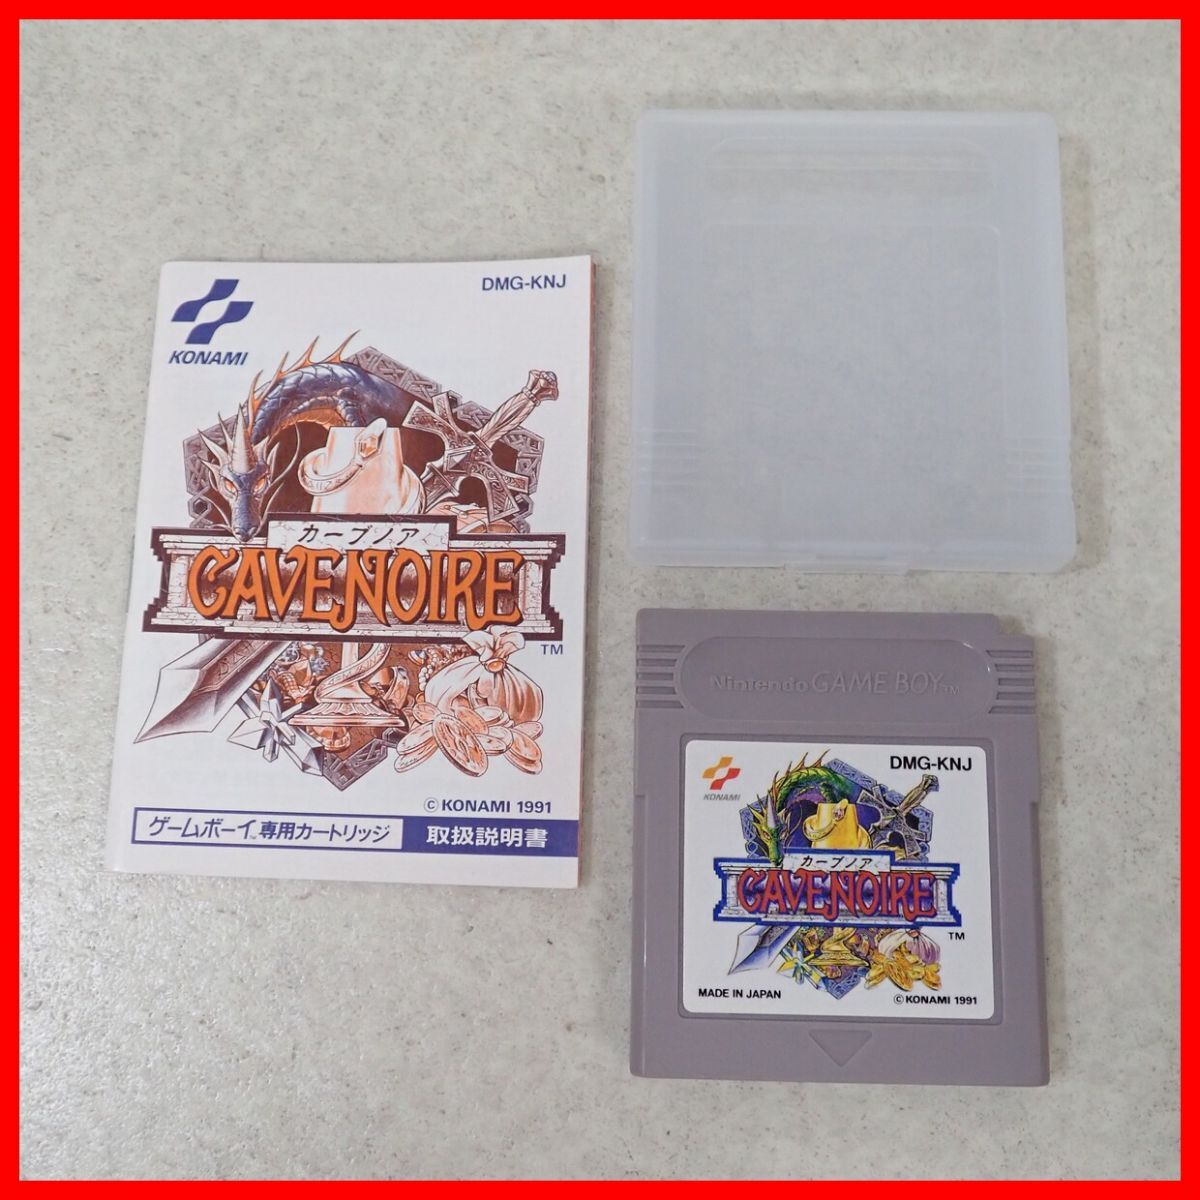 DMG-KNJ
KONAMI
カーブノア
CAVENOIRE
TM
© KONAMI 1991
ゲームボーイ™専用カートリッジ
取扱説明書
Nintendo GAME BOY TM
DMG-KNJ
KONAMI
カーブノア
CAVENOIRE
TM
MADE IN JAPAN
© KONAMI 1991